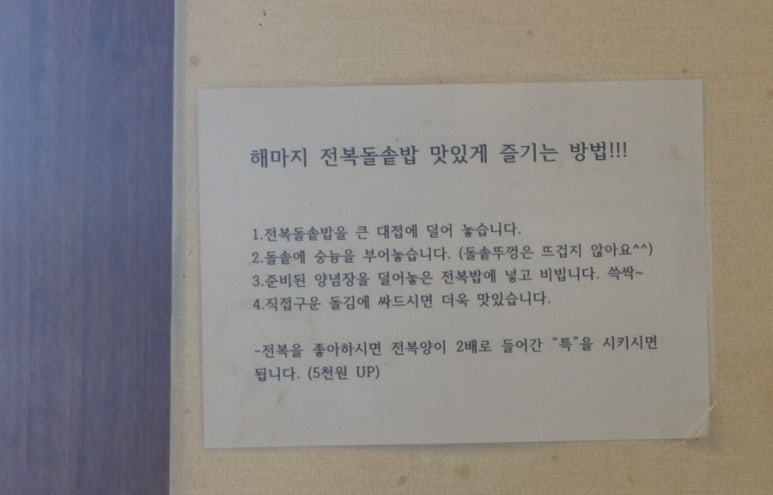 해마지 전복돌솥밥 맛있게 즐기는 방법!!!
1.전복돌솥밥을 큰 대접에 덜어 놓습니다.
2.돌솥에 숭늉을 부어놓습니다. (돌솥뚜껑은 뜨겁지 않아요^^)
3.준비된 양념장을 덜어놓은 전복밥에 넣고 비빕니다. 쓱싹~
4.직접구운 돌김에 싸드시면 더욱 맛있습니다.
-전복을 좋아하시면 전복양이 2배로 들어간 "특"을 시키시면
됩니다. (5천원 UP)